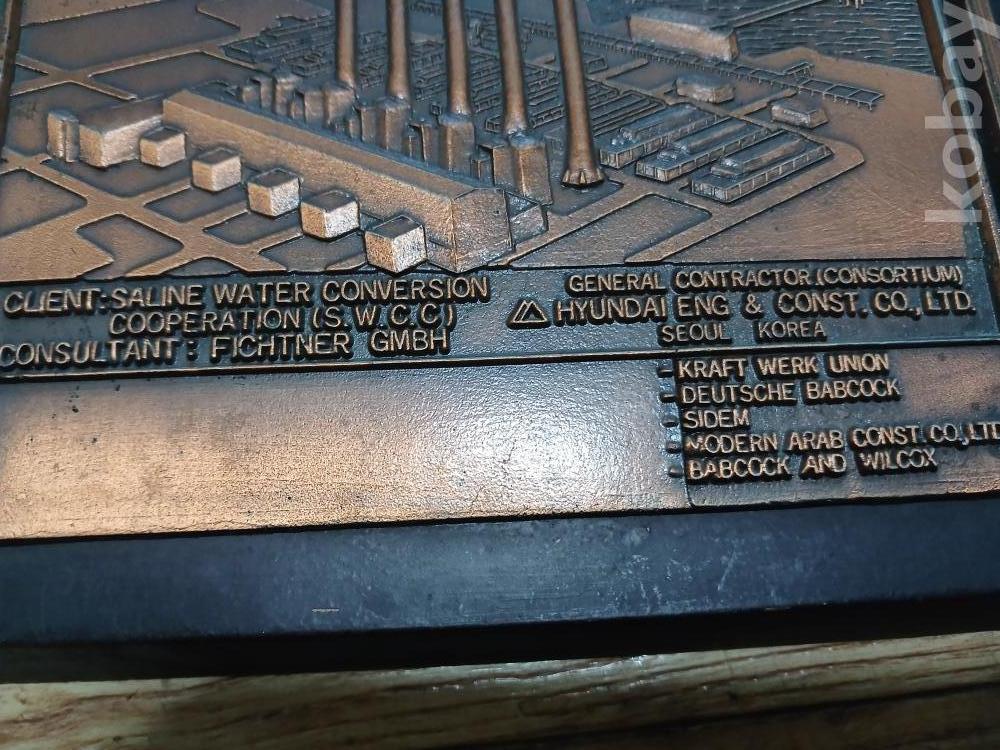 CLIENT: SALINE WATER CONVERSION
COOPERATION (S.W.C.C)
CONSULTANT: FICHTNER GMBH
GENERAL CONTRACTOR.(CONSORTIUM)
HYUNDAI ENG & CONST. CO., LTD.
SEOUL KOREA
- KRAFT WERK UNION
- DEUTSCHE BABCOCK
- SIDEM
- MODERN ARAB CONST. CO., LTD
- BABCOCK AND WILCOX
kobay